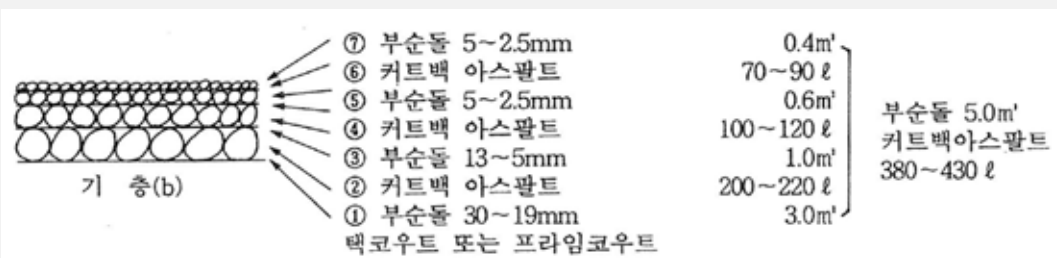 ⑦ 부순돌 5~2.5mm 0.4m³
⑥ 커트백 아스팔트 70~90 ℓ
⑤ 부순돌 5~2.5mm 0.6m³
④ 커트백 아스팔트 100~120 ℓ
③ 부순돌 13~5mm 1.0m³
② 커트백 아스팔트 200~220 ℓ
① 부순돌 30~19mm 3.0m³
택코우트 또는 프라임코우트
기 층(b)
부순돌 5.0m³
커트백아스팔트
380~430 ℓ